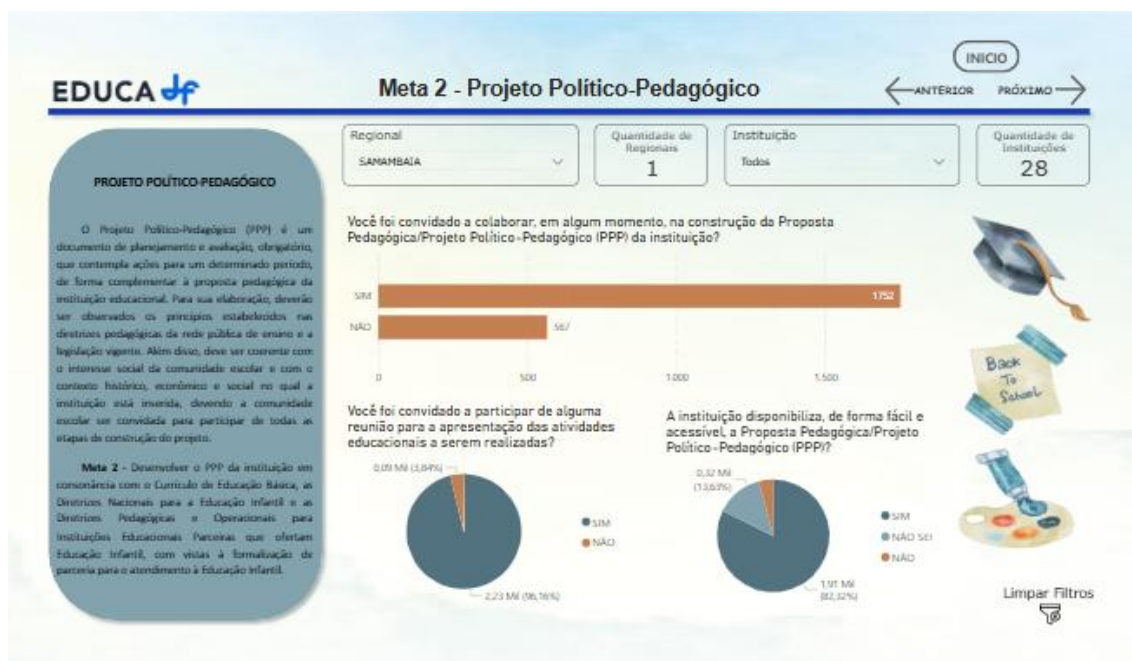 INICIO
EDUCA df
Meta 2 - Projeto Político-Pedagógico
ANTERIOR
PRÓXIMO
Regional
SAMAMBAIA
Quantidade de
Regionais
1
Instituição
Todos
Quantidade de
Instituições
28
PROJETO POLÍTICO-PEDAGÓGICO
O Projeto Político-Pedagógico (PPP) é um
documento de planejamento e avaliação, obrigatório,
que contempla ações para um determinado período,
de forma complementar à proposta pedagógica da
instituição educacional. Para sua elaboração, deverão
ser observados os princípios estabelecidos nas
diretrizes pedagógicas da rede pública de ensino e a
legislação vigente. Além disso, deve ser coerente com
o interesse social da comunidade escolar e com o
contexto histórico, econômico e social no qual a
instituição está inserida, devendo a comunidade
escolar ser convidada para participar de todas as
etapas de construção do projeto.
Meta 2 - Desenvolver o PPP da instituição em
consonância com o Currículo de Educação Básica, as
Diretrizes Nacionais para a Educação Infantil e as
Diretrizes Pedagógicas e Operacionais para
Instituições Educacionais Parceiras que ofertam
Educação Infantil, com vistas à formalização de
parceria para o atendimento à Educação Infantil.
Você foi convidado a colaborar, em algum momento, na construção da Proposta
Pedagógica/Projeto Político-Pedagógico (PPP) da instituição?
SIM
1752
NÃO
567
0
500
1.000
1.500
Você foi convidado a participar de alguma
reunião para a apresentação das atividades
educacionais a serem realizadas?
0,09 Mil (3,84%)
SIM
NÃO
2,23 Mil (96,16%)
A instituição disponibiliza, de forma fácil e
acessível, a Proposta Pedagógica/Projeto
Político-Pedagógico (PPP)?
0,32 Mil
(13,63%)
SIM
NÃO SEI
NÃO
1,91 Mil
(82,32%)
Back
To
School
Limpar Filtros